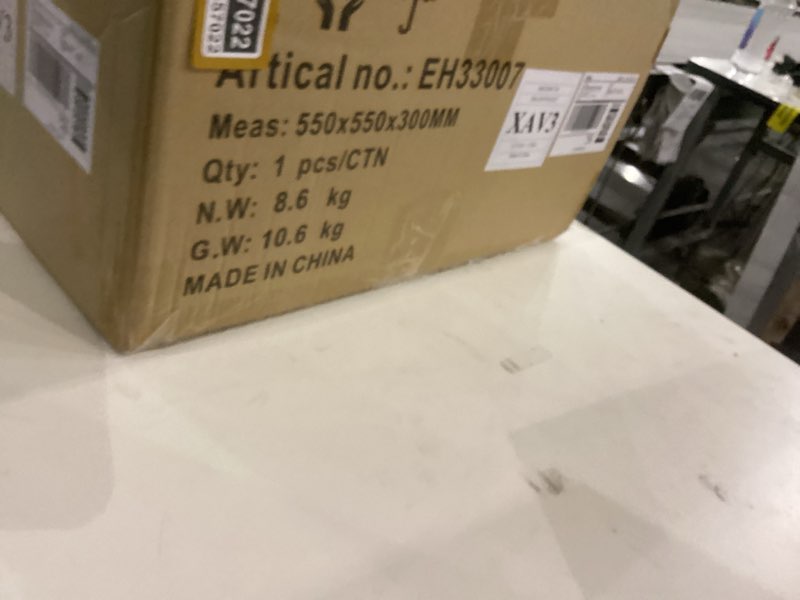 7022
57022
Artical no.: EH33007
Meas: 550x550x300MM
XAV3
Qty: 1 pcs/CTN
N.W: 8.6 kg
G.W: 10.6 kg
MADE IN CHINA